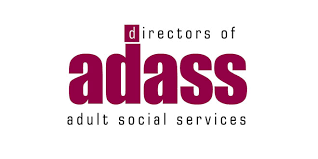 directors of
adass
adult social services